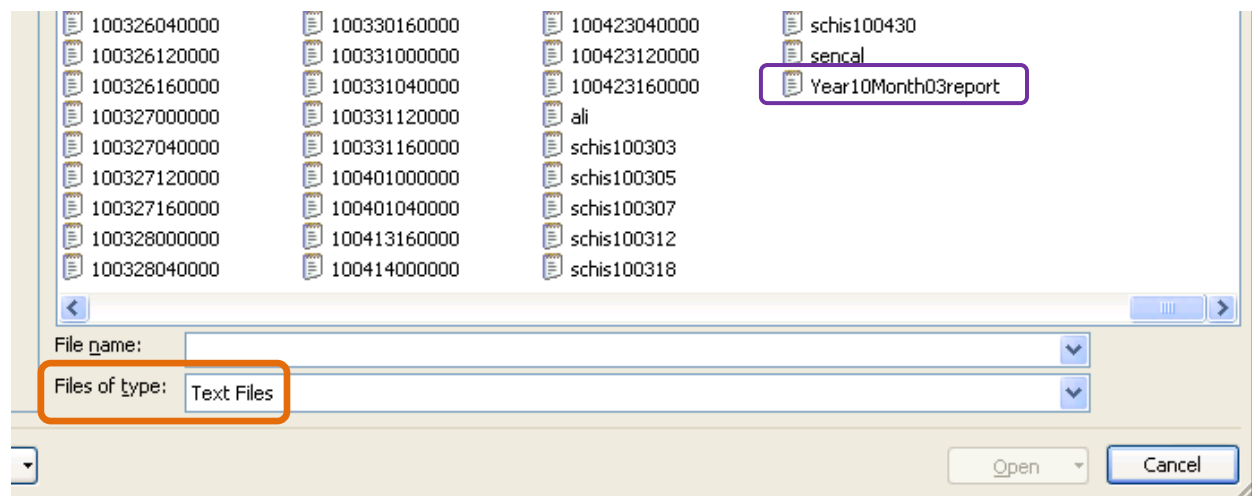 100326040000 100330160000 100423040000 schis100430
100326120000 100331000000 100423120000 sencal
100326160000 100331040000 100423160000 Year10Month03report
100327000000 100331120000 ali
100327040000 100331160000 schis100303
100327120000 100401000000 schis100305
100327160000 100401040000 schis100307
100328000000 100413160000 schis100312
100328040000 100414000000 schis100318
File name:
Files of type: Text Files
Open Cancel